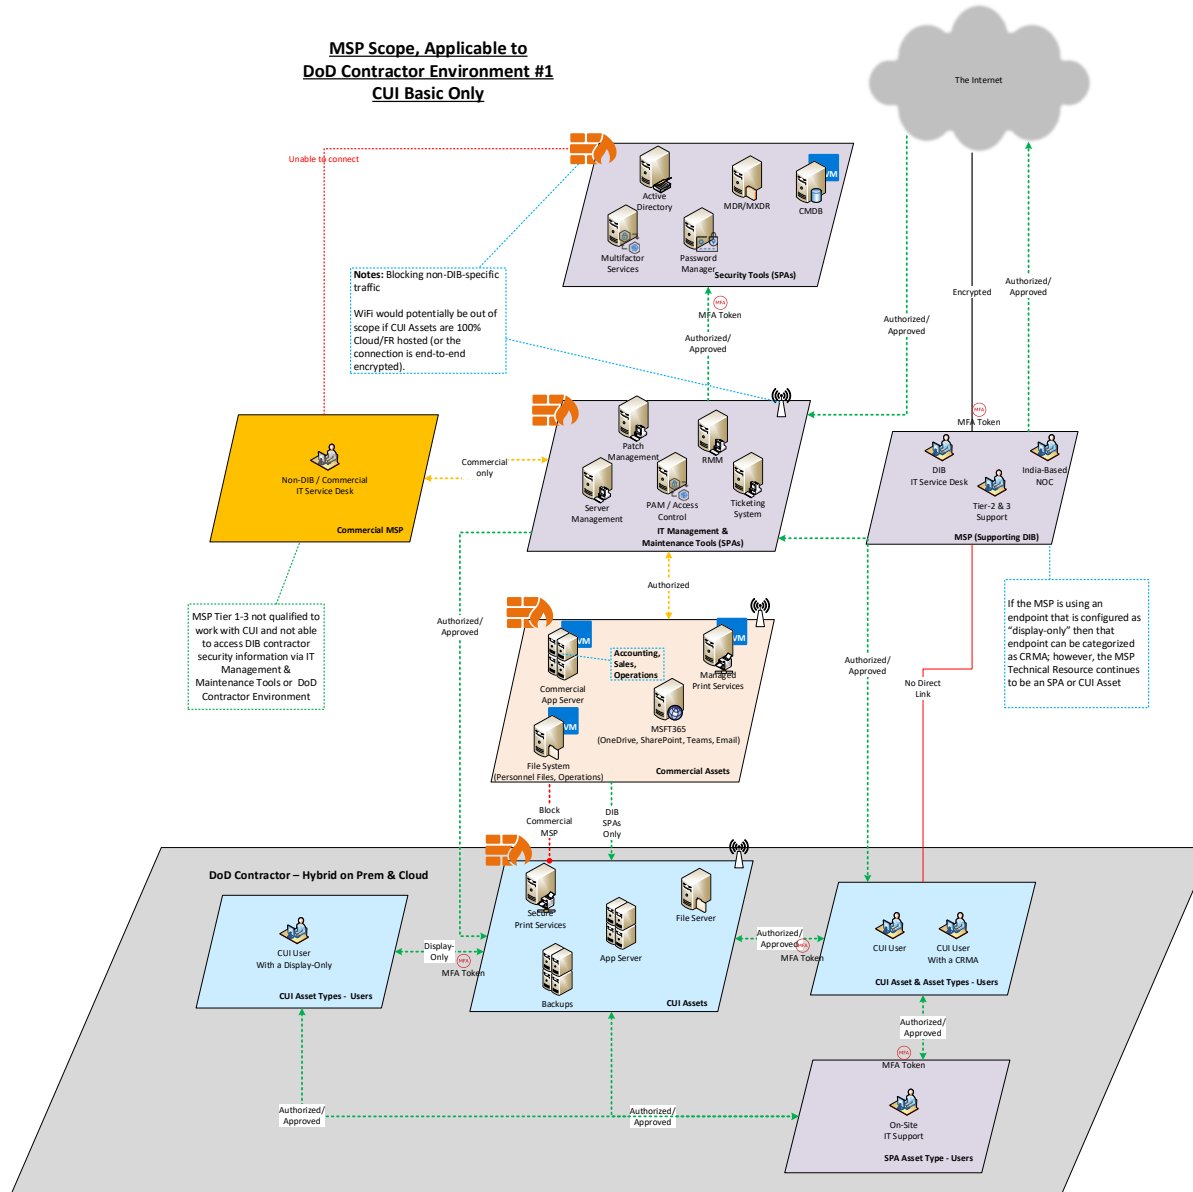 MSP Scope, Applicable to
DoD Contractor Environment #1
CUI Basic Only
The Internet
Unable to connect
Active
Directory
MDR/MXDR
VM
CMDB
Multifactor
Services
Password
Manager
Security Tools (SPAs)
Notes: Blocking non-DIB-specific
traffic
WiFi would potentially be out of
scope if CUI Assets are 100%
Cloud/FR hosted (or the
connection is end-to-end
encrypted).
MFA
MFA Token
Authorized/
Approved
Authorized/
Approved
Encrypted
Authorized/
Approved
MFA
MFA Token
Non-DIB / Commercial
IT Service Desk
Commercial MSP
Commercial
only
Patch
Management
RMM
Server
Management
PAM / Access
Control
Ticketing
System
IT Management &
Maintenance Tools (SPAs)
DIB
IT Service Desk
India-Based
NOC
Tier-2 & 3
Support
MSP (Supporting DIB)
MSP Tier 1-3 not qualified to
work with CUI and not able
to access DIB contractor
security information via IT
Management &
Maintenance Tools or DoD
Contractor Environment
Authorized/
Approved
Authorized
If the MSP is using an
endpoint that is configured as
“display-only” then that
endpoint can be categorized
as CRMA; however, the MSP
Technical Resource continues
to be an SPA or CUI Asset
VM
Commercial
App Server
Accounting,
Sales,
Operations
VM
Managed
Print Services
MSFT365
(OneDrive, SharePoint, Teams, Email)
VM
File System
(Personnel Files, Operations)
Commercial Assets
Authorized/
Approved
No Direct
Link
Block
Commercial
MSP
DIB
SPAs
Only
DoD Contractor – Hybrid on Prem & Cloud
CUI User
With a Display-Only
CUI Asset Types - Users
Display-
Only
MFA
MFA Token
Secure
Print Services
File Server
App Server
Backups
CUI Assets
Authorized/
Approved
MFA
MFA Token
CUI User
CUI User
With a CRMA
CUI Asset & Asset Types - Users
Authorized/
Approved
MFA
MFA Token
On-Site
IT Support
SPA Asset Type - Users
Authorized/
Approved
Authorized/
Approved